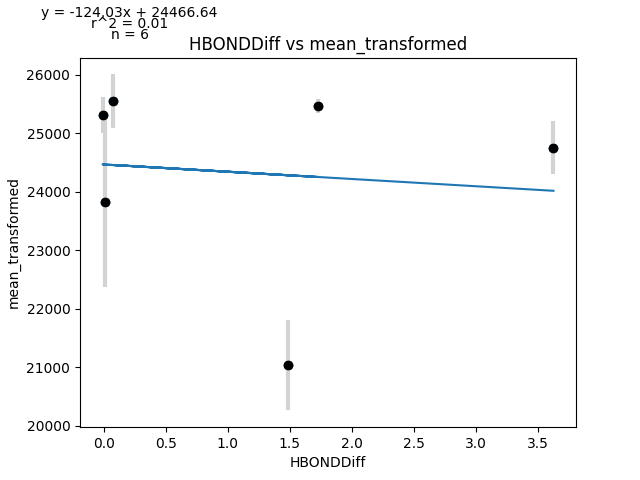 y = -124.03x + 24466.64
r^2 = 0.01
n = 6
HBONDDiff vs mean_transformed
26000
25000
24000
23000
22000
21000
20000
mean_transformed
0.0 0.5 1.0 1.5 2.0 2.5 3.0 3.5
HBONDDiff